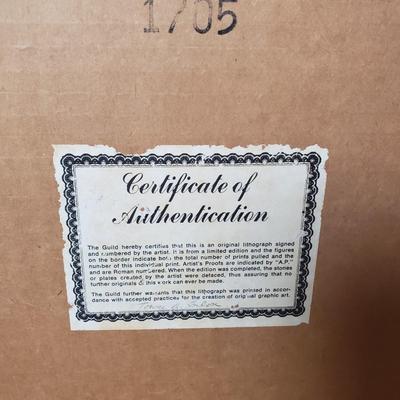 1705
Certificate of
Authentication
The Guild hereby certifies that this is an original lithograph signed
and numbered by the artist. It is from a limited edition and the figures
on the border indicate both the total number of prints pulled and the
number of this individual print. Artist's Proofs are indicated by "A.P."
and are Roman numbered. When the edition was completed, the stones
or plates created by the artist were defaced, thus assuring that no
further originals of this work can ever be made.
The Guild further warrants that this lithograph was printed in accor-
dance with accepted practices for the creation of original graphic art.